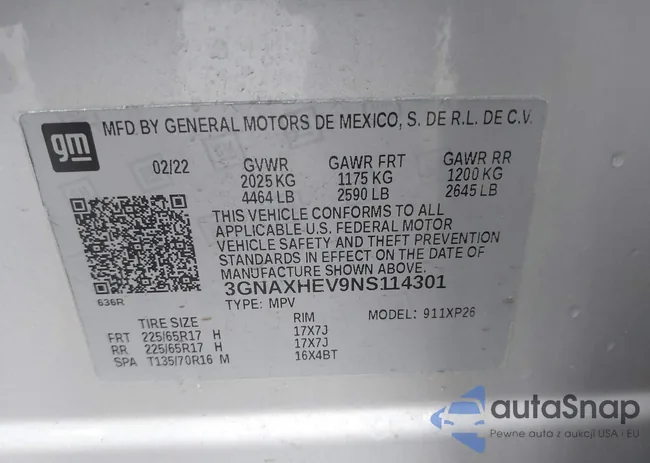 gm
MFD BY GENERAL MOTORS DE MEXICO, S. DE R.L. DE C.V.
02/22 GVWR GAWR FRT GAWR RR
2025 KG 1175 KG 1200 KG
4464 LB 2590 LB 2645 LB
THIS VEHICLE CONFORMS TO ALL
APPLICABLE U.S. FEDERAL MOTOR
VEHICLE SAFETY AND THEFT PREVENTION
STANDARDS IN EFFECT ON THE DATE OF
MANUFACTURE SHOWN ABOVE.
636R
3GNAXHEV9NS114301
TYPE: MPV MODEL: 911XP26
TIRE SIZE RIM
FRT 225/65R17 H 17X7J
RR 225/65R17 H 17X7J
SPA T135/70R16 M 16X4BT
autoSnap
Pewne auto z aukcji USA i EU